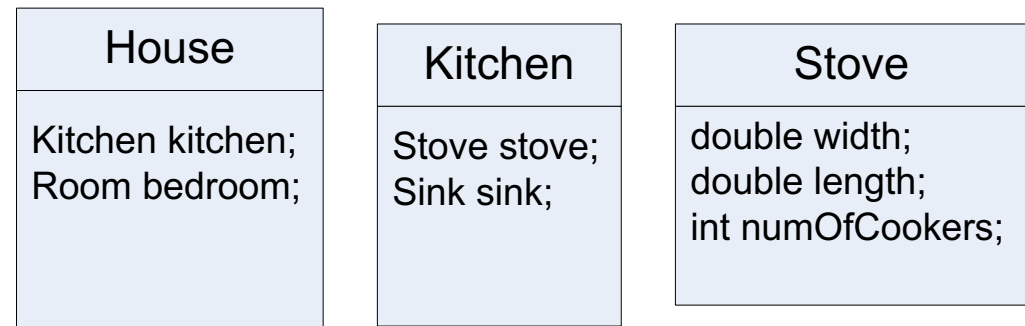 House
Kitchen kitchen;
Room bedroom;
Kitchen
Stove stove;
Sink sink;
Stove
double width;
double length;
int numOfCookers;